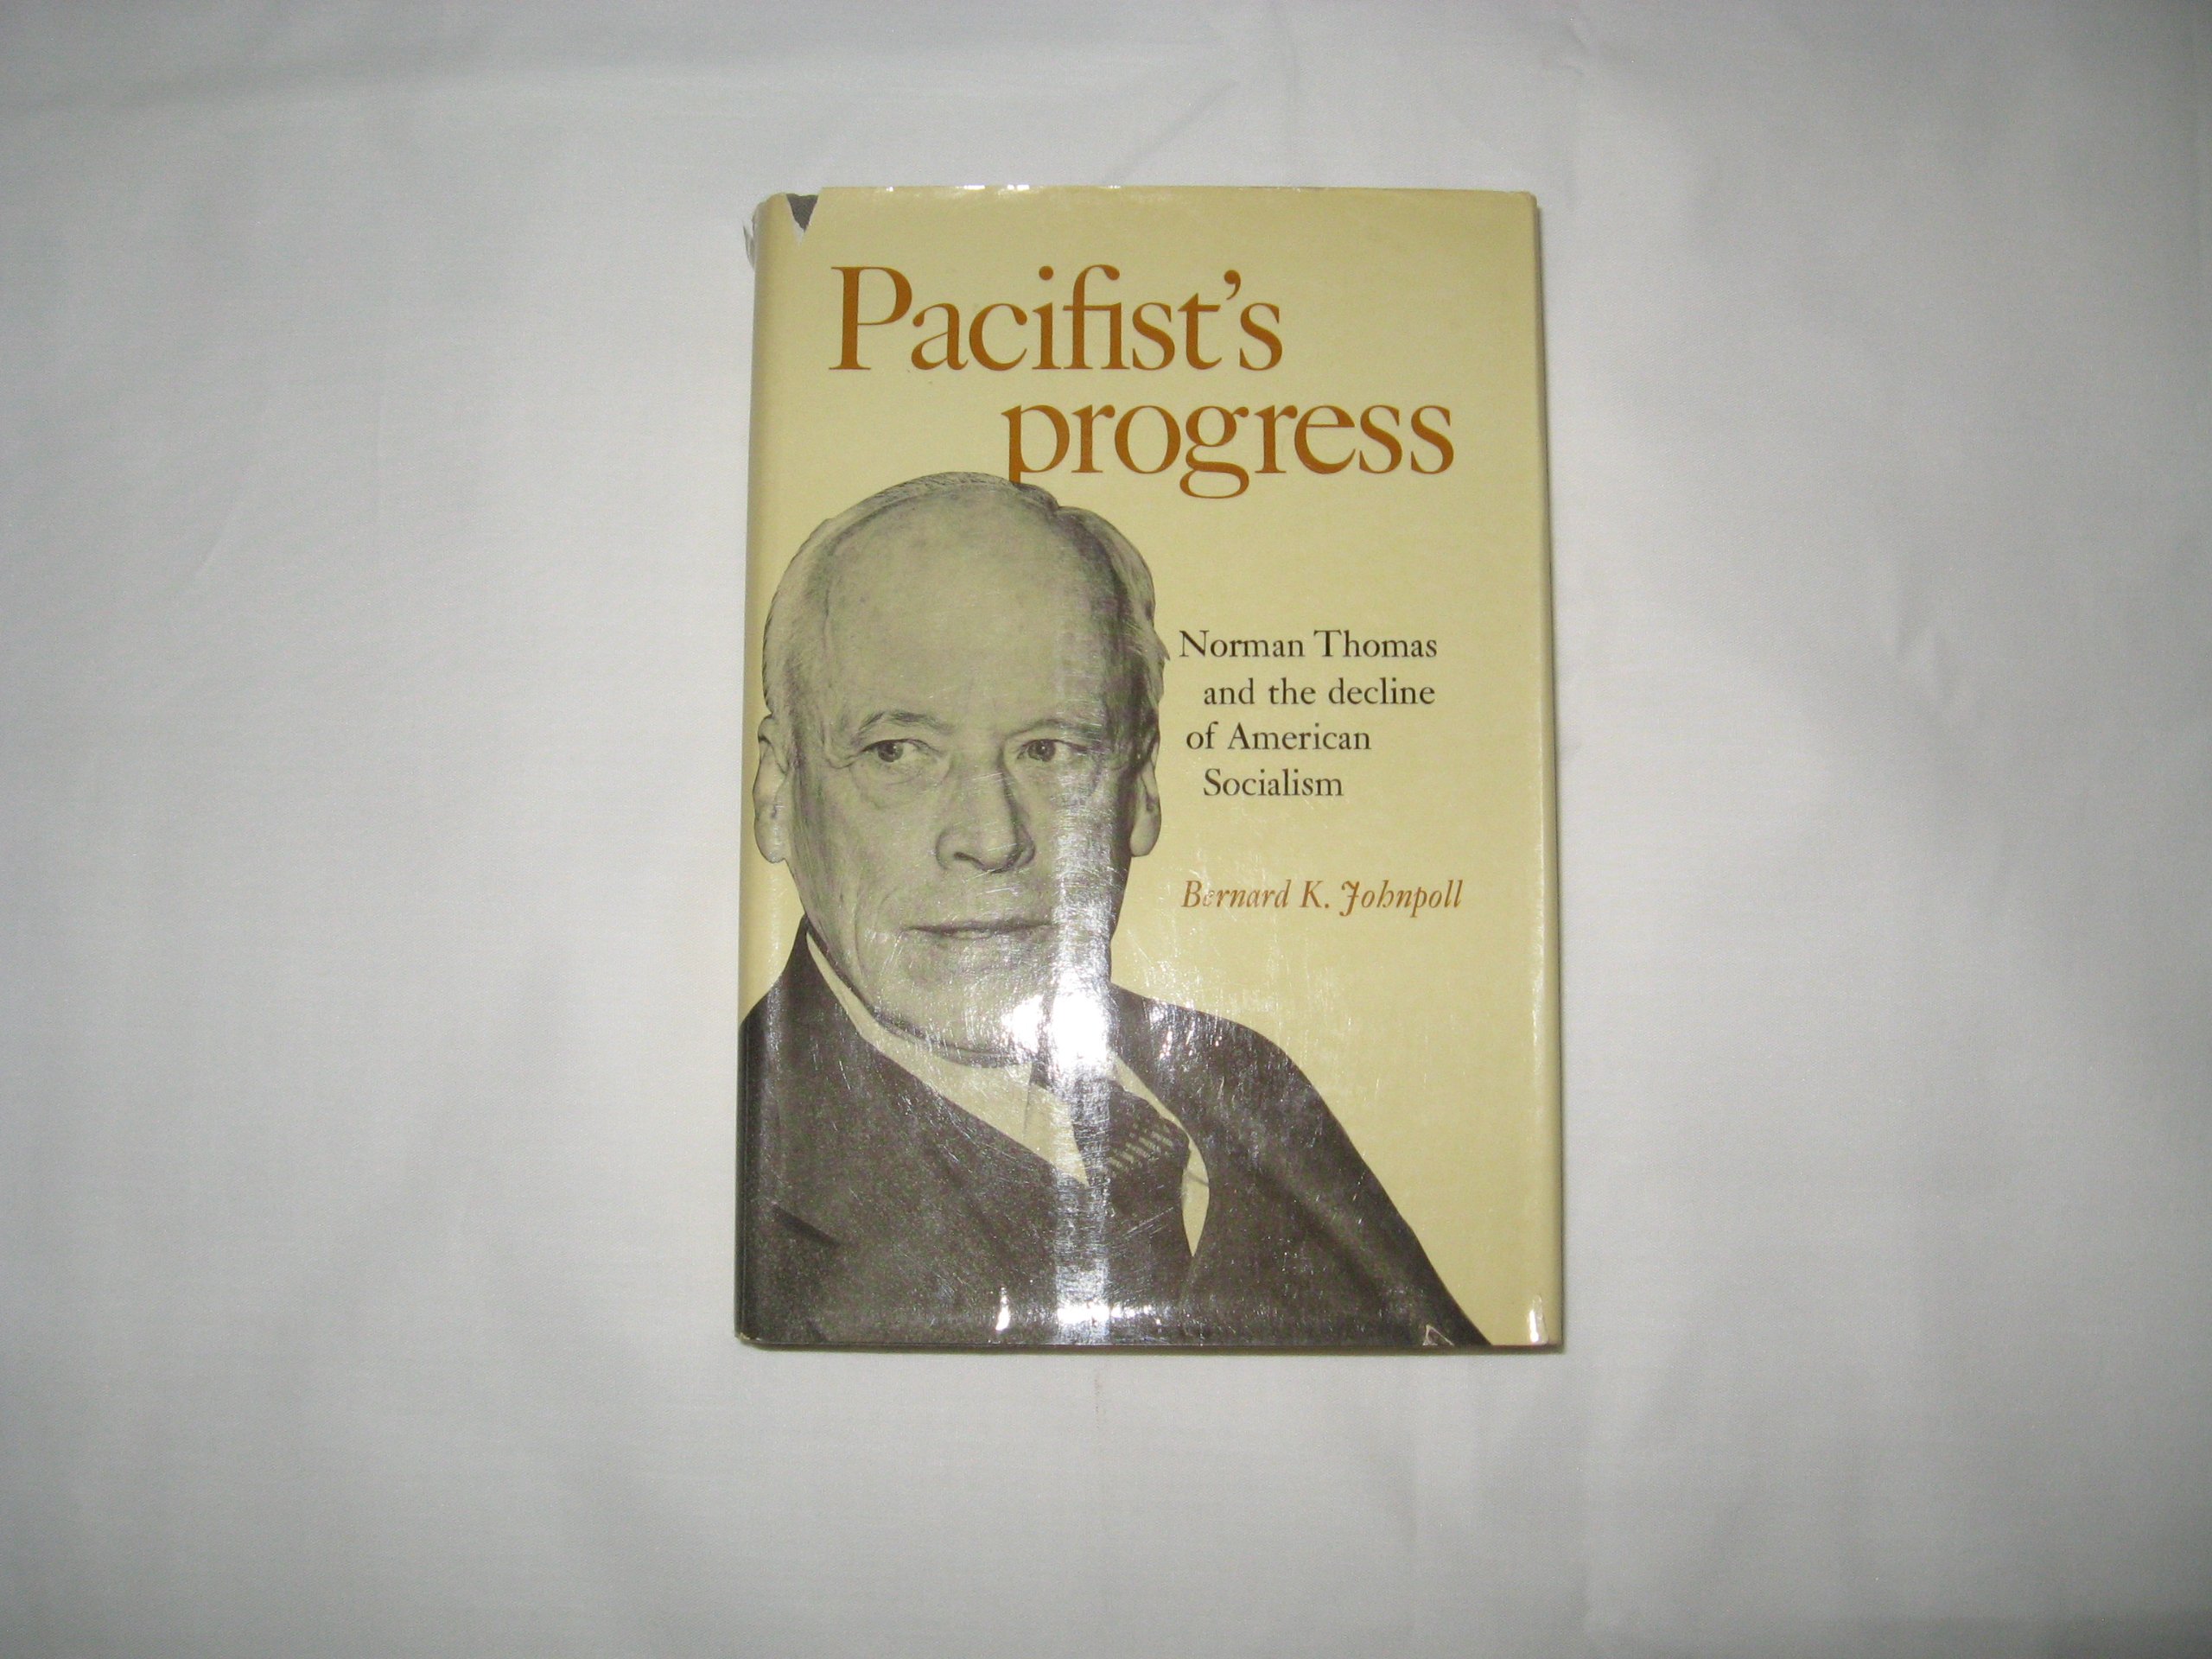 Pacifist's
progress
Norman Thomas
and the decline
of American
Socialism
Bernard K. Johnpoll